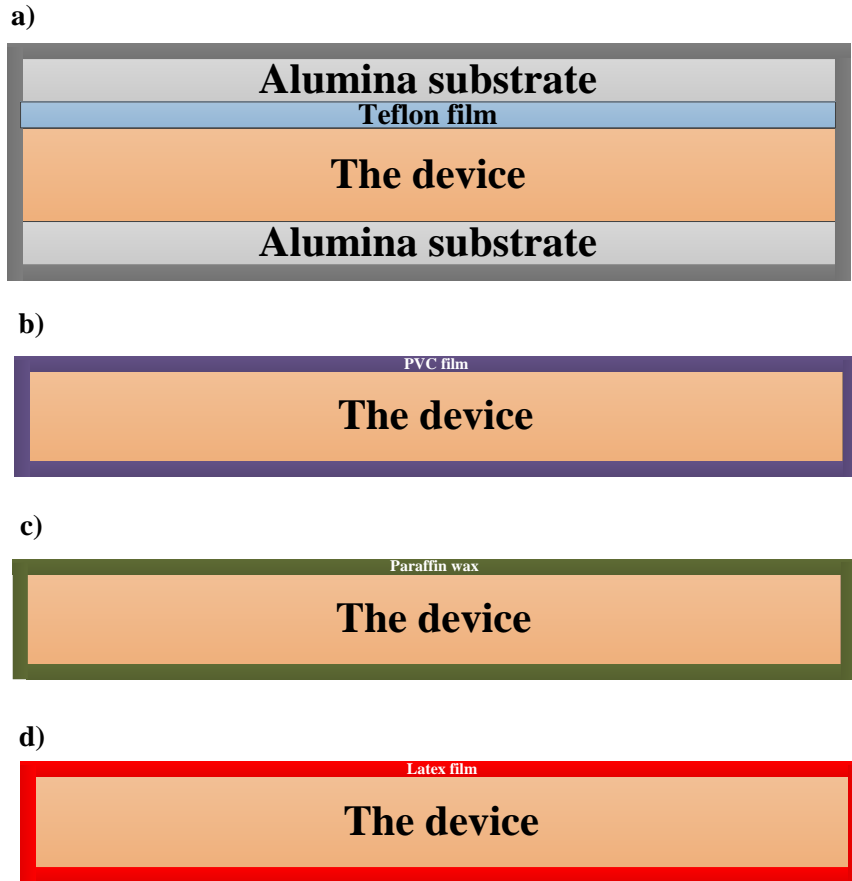 a)
Alumina substrate
Teflon film
The device
Alumina substrate
b)
PVC film
The device
c)
Paraffin wax
The device
d)
Latex film
The device